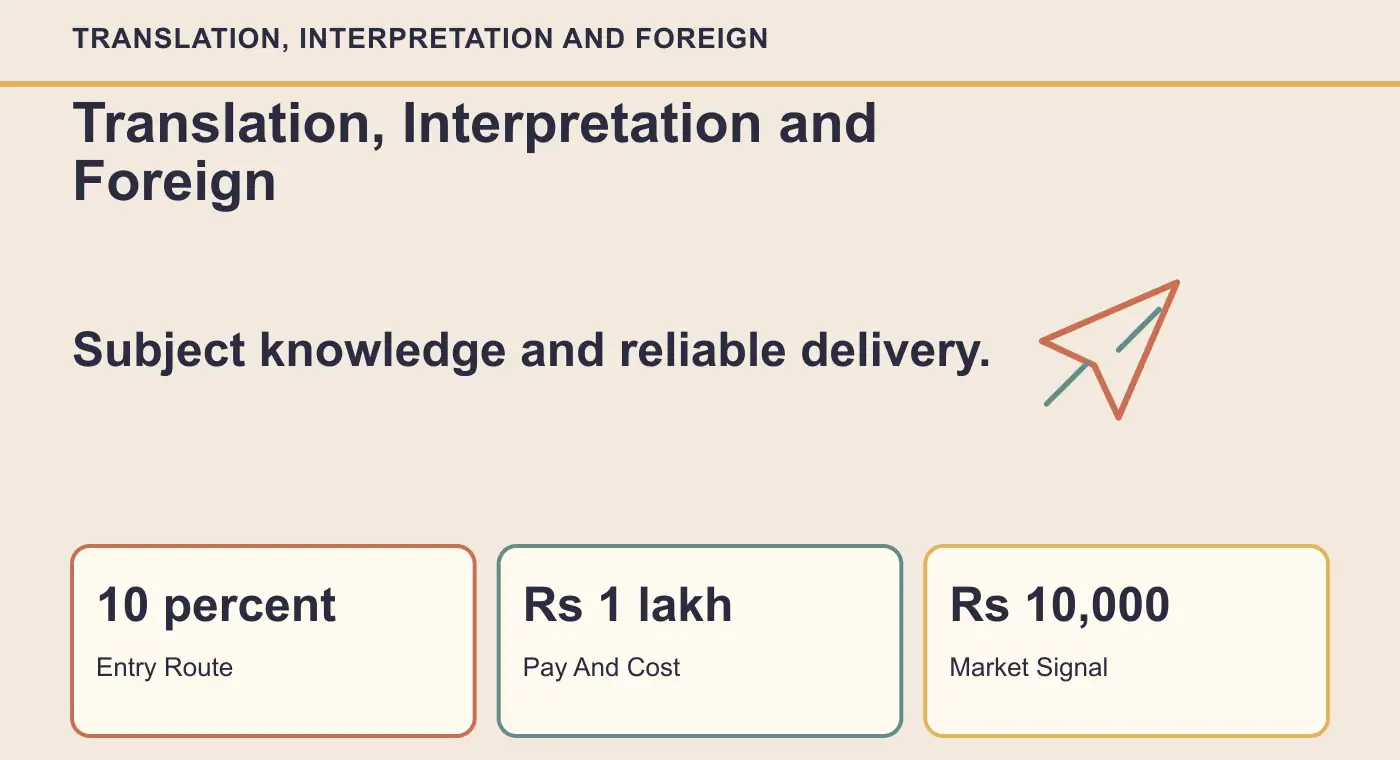 TRANSLATION, INTERPRETATION AND FOREIGN
Translation, Interpretation and
Foreign
Subject knowledge and reliable delivery.
10 percent
Entry Route
Rs 1 lakh
Pay And Cost
Rs 10,000
Market Signal